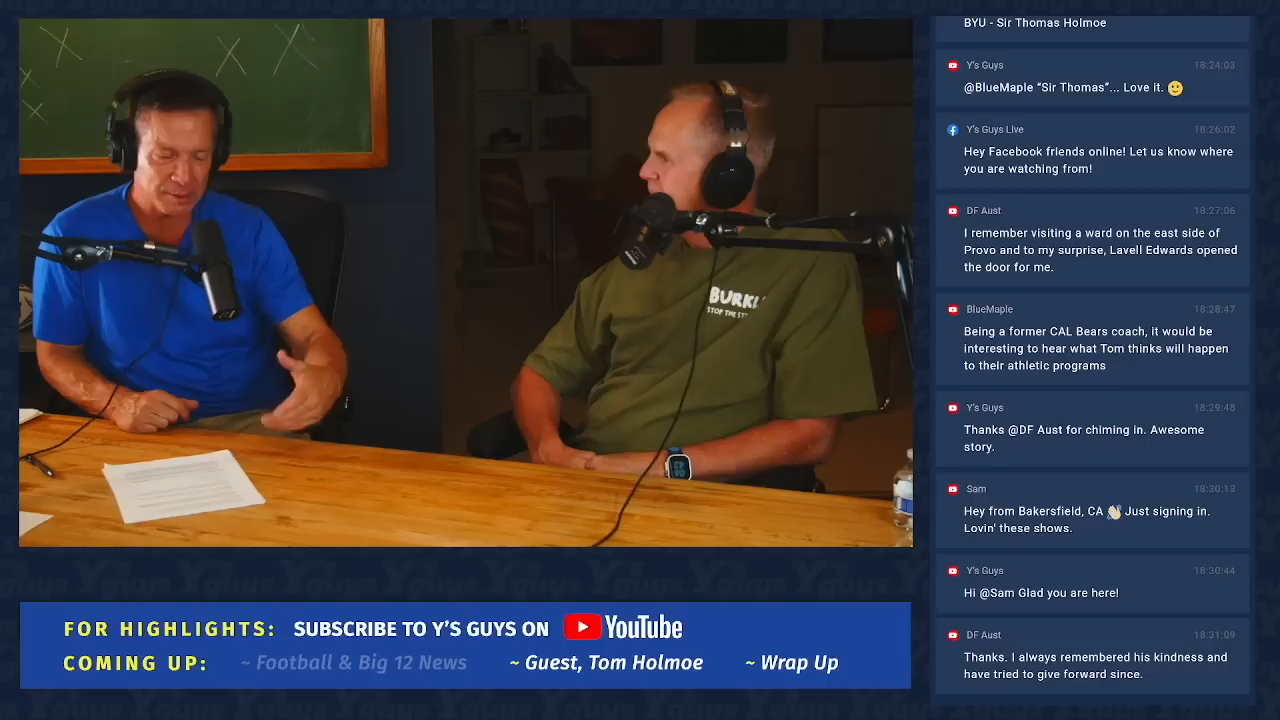 BURK
STOP THE ST
FOR HIGHLIGHTS: SUBSCRIBE TO Y'S GUYS ON YouTube
COMING UP: ~ Football & Big 12 News ~ Guest, Tom Holmoe ~ Wrap Up
BYU - Sir Thomas Holmoe
Y's Guys 18:24:03
@BlueMaple “Sir Thomas”... Love it. 🙂
Y's Guys Live 18:26:02
Hey Facebook friends online! Let us know where
you are watching from!
DF Aust 18:27:06
I remember visiting a ward on the east side of
Provo and to my surprise, Lavell Edwards opened
the door for me.
BlueMaple 18:28:47
Being a former CAL Bears coach, it would be
interesting to hear what Tom thinks will happen
to their athletic programs
Y's Guys 18:29:48
Thanks @DF Aust for chiming in. Awesome
story.
Sam 18:30:13
Hey from Bakersfield, CA 👋🏻 Just signing in.
Lovin' these shows.
Y's Guys 18:30:44
Hi @Sam Glad you are here!
DF Aust 18:31:09
Thanks. I always remembered his kindness and
have tried to give forward since.